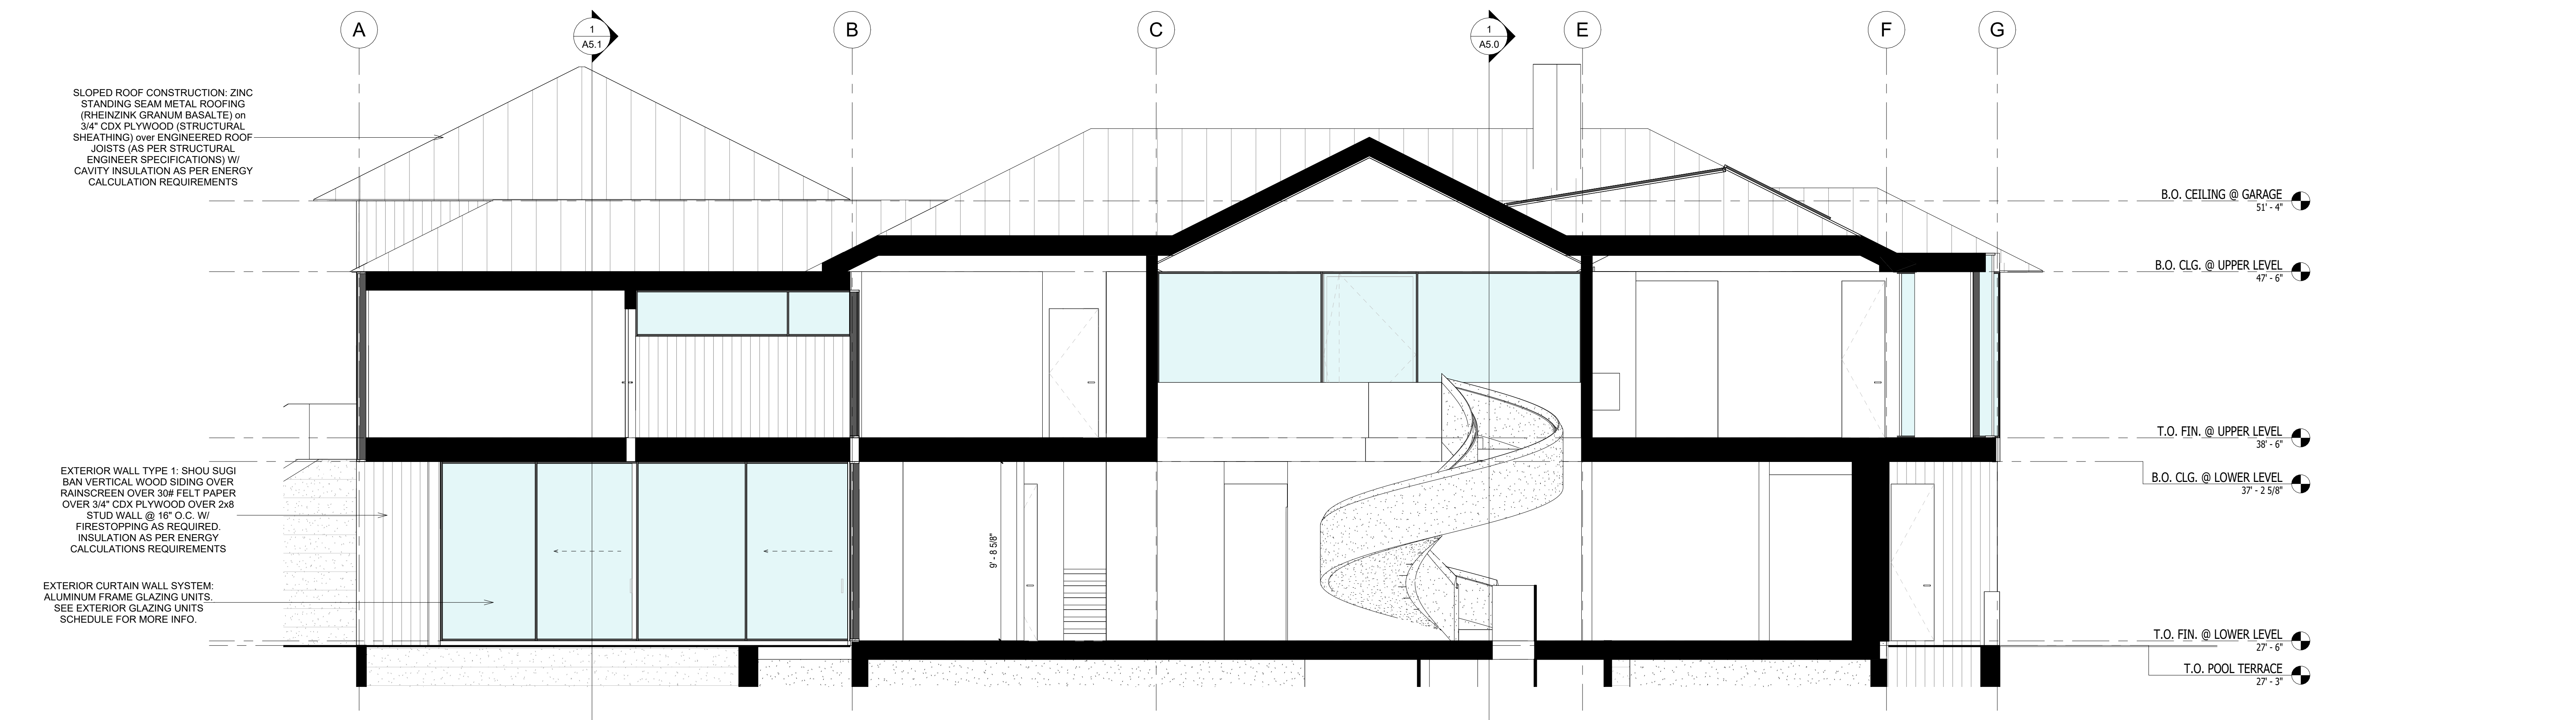 A
1
A5.1
B
C
1
A5.0
E
F
G
SLOPED ROOF CONSTRUCTION: ZINC
STANDING SEAM METAL ROOFING
(RHEINZINK GRANUM BASALTE) on
3/4" CDX PLYWOOD (STRUCTURAL
SHEATHING) over ENGINEERED ROOF
JOISTS (AS PER STRUCTURAL
ENGINEER SPECIFICATIONS) W/
CAVITY INSULATION AS PER ENERGY
CALCULATION REQUIREMENTS
B.O. CEILING @ GARAGE
51' - 4"
B.O. CLG. @ UPPER LEVEL
47' - 6"
T.O. FIN. @ UPPER LEVEL
38' - 6"
EXTERIOR WALL TYPE 1: SHOU SUGI
BAN VERTICAL WOOD SIDING OVER
RAINSCREEN OVER 30# FELT PAPER
OVER 3/4" CDX PLYWOOD OVER 2x8
STUD WALL @ 16" O.C. W/
FIRESTOPPING AS REQUIRED.
INSULATION AS PER ENERGY
CALCULATIONS REQUIREMENTS
B.O. CLG. @ LOWER LEVEL
37' - 2 5/8"
9' - 8 5/8"
EXTERIOR CURTAIN WALL SYSTEM:
ALUMINUM FRAME GLAZING UNITS.
SEE EXTERIOR GLAZING UNITS
SCHEDULE FOR MORE INFO.
T.O. FIN. @ LOWER LEVEL
27' - 6"
T.O. POOL TERRACE
27' - 3"